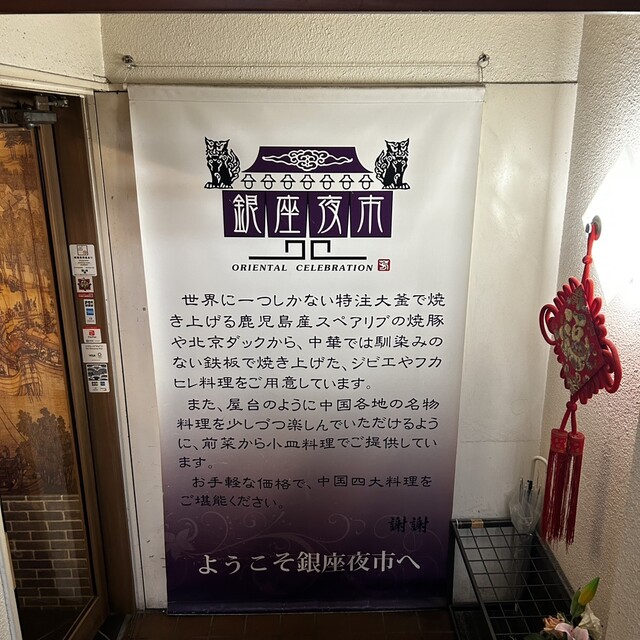 銀座夜市
ORIENTAL CELEBRATION
世界に一つしかない特注大釜で焼
き上げる鹿児島産スペアリブの焼豚
や北京ダックから、中華では馴染みの
ない鉄板で焼き上げた、ジビエやフカ
ヒレ料理をご用意しています。
また、屋台のように中国各地の名物
料理を少しづつ楽しんでいただけるよう
に、前菜から小皿料理でご提供してい
ます。
お手軽な価格で、中国四大料理を
ご堪能ください。
謝謝
ようこそ銀座夜市へ